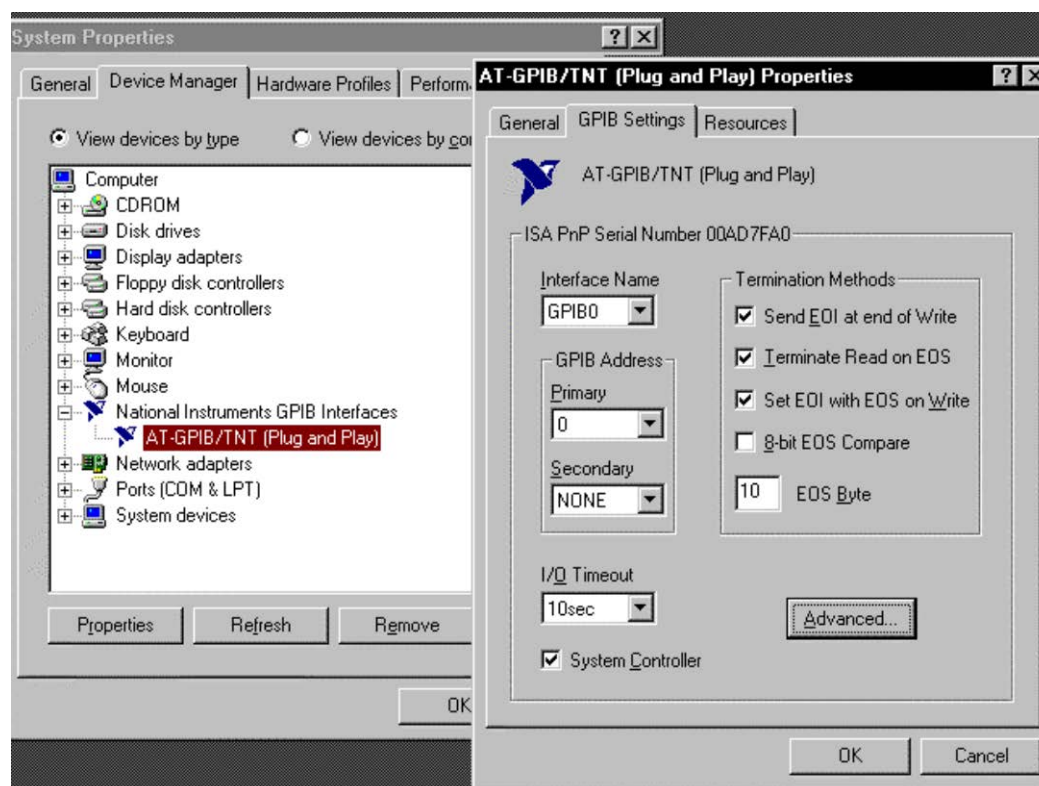 System Properties
General
Device Manager
Hardware Profiles
Perform
View devices by type
View devices by co
Computer
CDROM
Disk drives
Display adapters
Floppy disk controllers
Hard disk controllers
Keyboard
Monitor
Mouse
National Instruments GPIB Interfaces
AT-GPIB/TNT (Plug and Play)
Network adapters
Ports (COM & LPT)
System devices
Properties
Refresh
Remove
OK
AT-GPIB/TNT (Plug and Play) Properties
General
GPIB Settings
Resources
AT-GPIB/TNT (Plug and Play)
ISA PnP Serial Number 00AD7FA0
Interface Name
GPIB0
GPIB Address
Primary
0
Secondary
NONE
I/O Timeout
10sec
System Controller
Termination Methods
Send EOI at end of Write
Terminate Read on EOS
Set EOI with EOS on Write
8-bit EOS Compare
10 EOS Byte
Advanced...
OK
Cancel